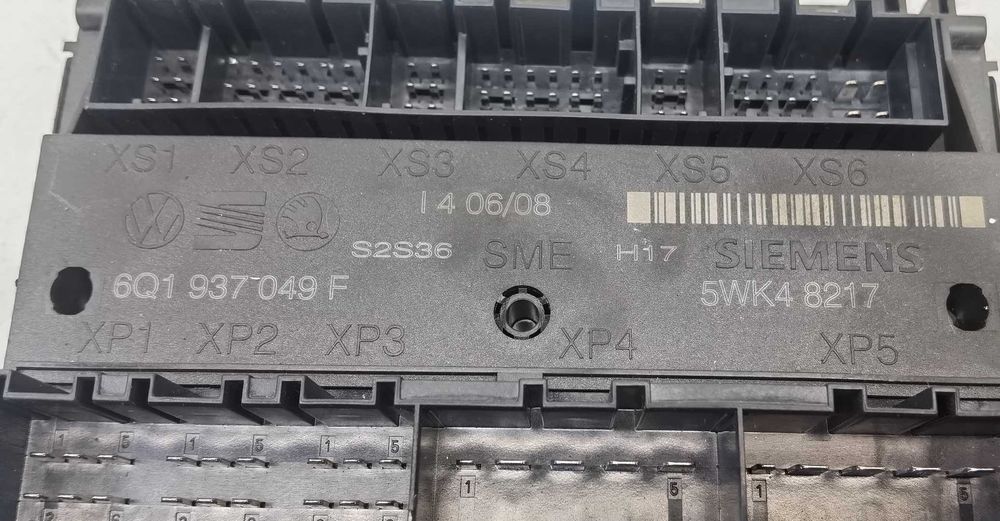 XS1 XS2 XS3 XS4 XS5 XS6
I 4 06/08
S2S36 SME H17 SIEMENS
6Q1 937 049 F 5WK4 8217
XP1 XP2 XP3 XP4 XP5
1 5 1 5 1 5
1 5 1 5